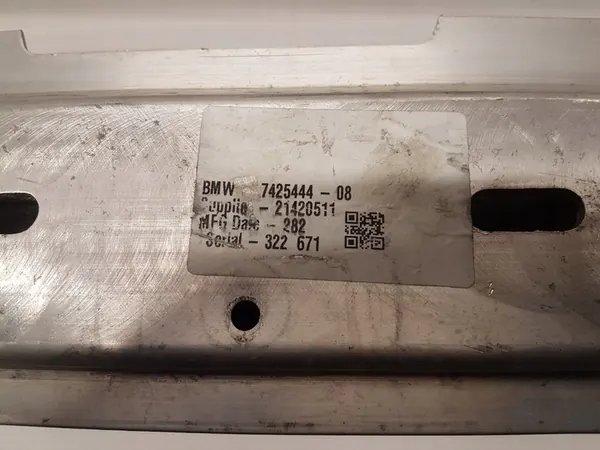 BMW 7425444 - 08
Supplier - 21420511
MFG Date - 282
Serial - 322 671